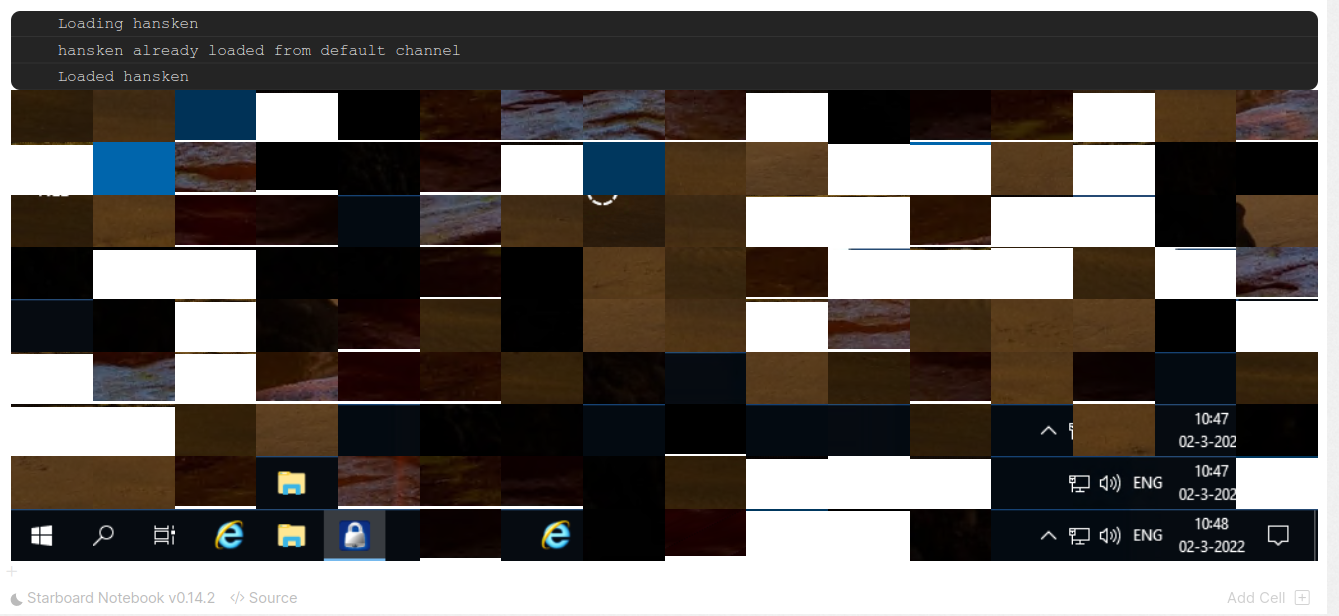 Loading hansken
hansken already loaded from default channel
Loaded hansken
10:47
02-3-202
10:47
ENG
02-3-202
10:48
ENG
02-3-2022
Starboard Notebook v0.14.2 </> Source Add Cell